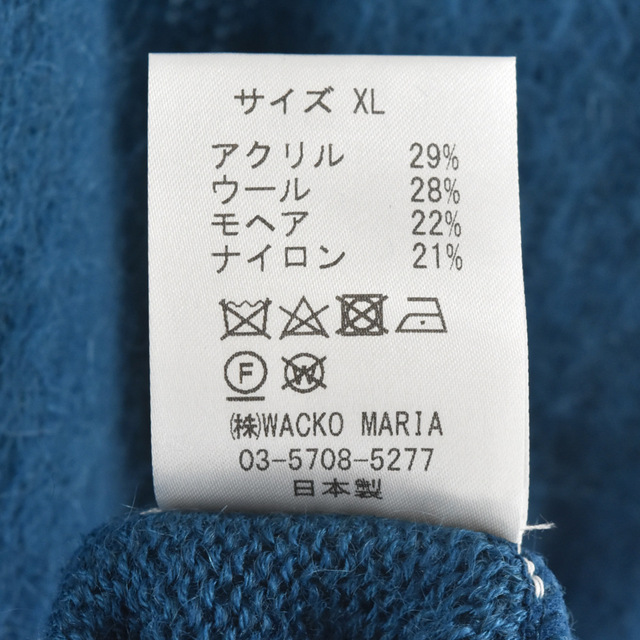 サイズ XL
アクリル 29%
ウール 28%
モヘア 22%
ナイロン 21%
F W
㈱WACKO MARIA
03-5708-5277
日本製